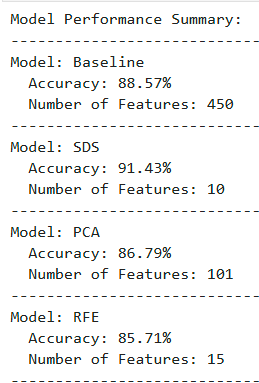 Model Performance Summary:
----------------------------
Model: Baseline
  Accuracy: 88.57%
  Number of Features: 450
----------------------------
Model: SDS
  Accuracy: 91.43%
  Number of Features: 10
----------------------------
Model: PCA
  Accuracy: 86.79%
  Number of Features: 101
----------------------------
Model: RFE
  Accuracy: 85.71%
  Number of Features: 15
----------------------------